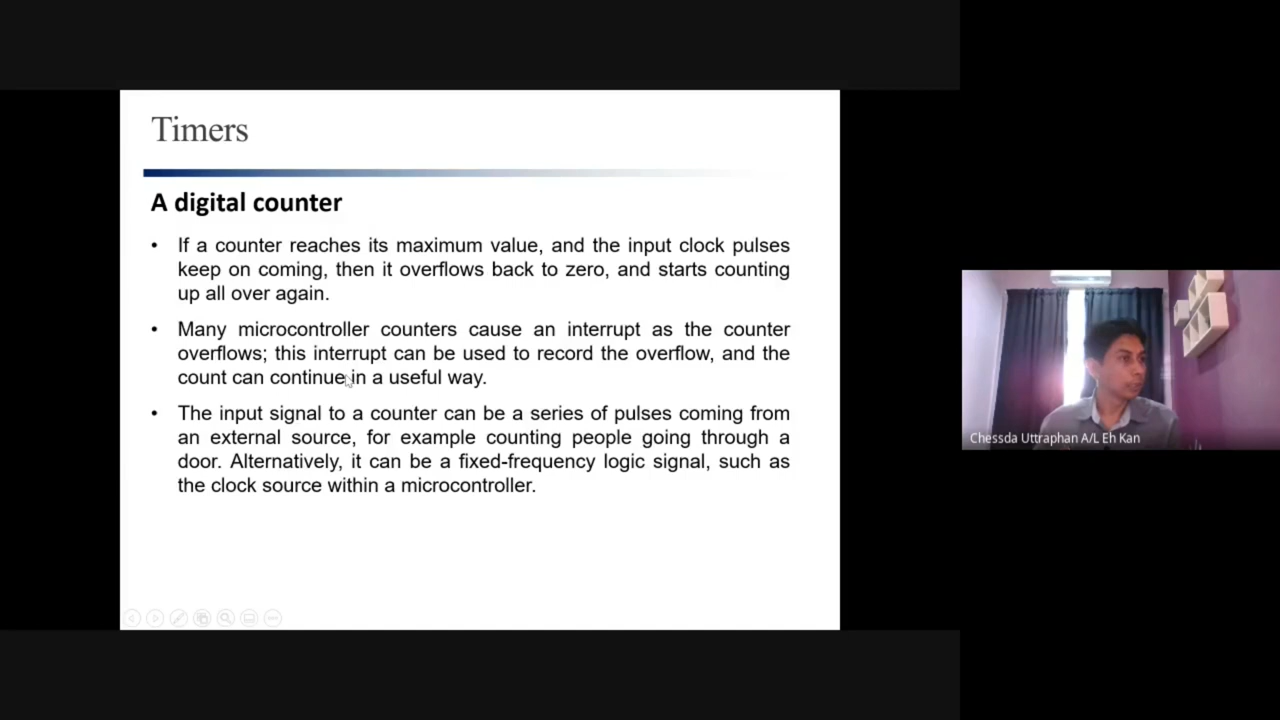 Timers
A digital counter
• If a counter reaches its maximum value, and the input clock pulses
keep on coming, then it overflows back to zero, and starts counting
up all over again.
• Many microcontroller counters cause an interrupt as the counter
overflows; this interrupt can be used to record the overflow, and the
count can continue in a useful way.
• The input signal to a counter can be a series of pulses coming from
an external source, for example counting people going through a
door. Alternatively, it can be a fixed-frequency logic signal, such as
the clock source within a microcontroller.
Chessda Uttraphan A/L Eh Kan